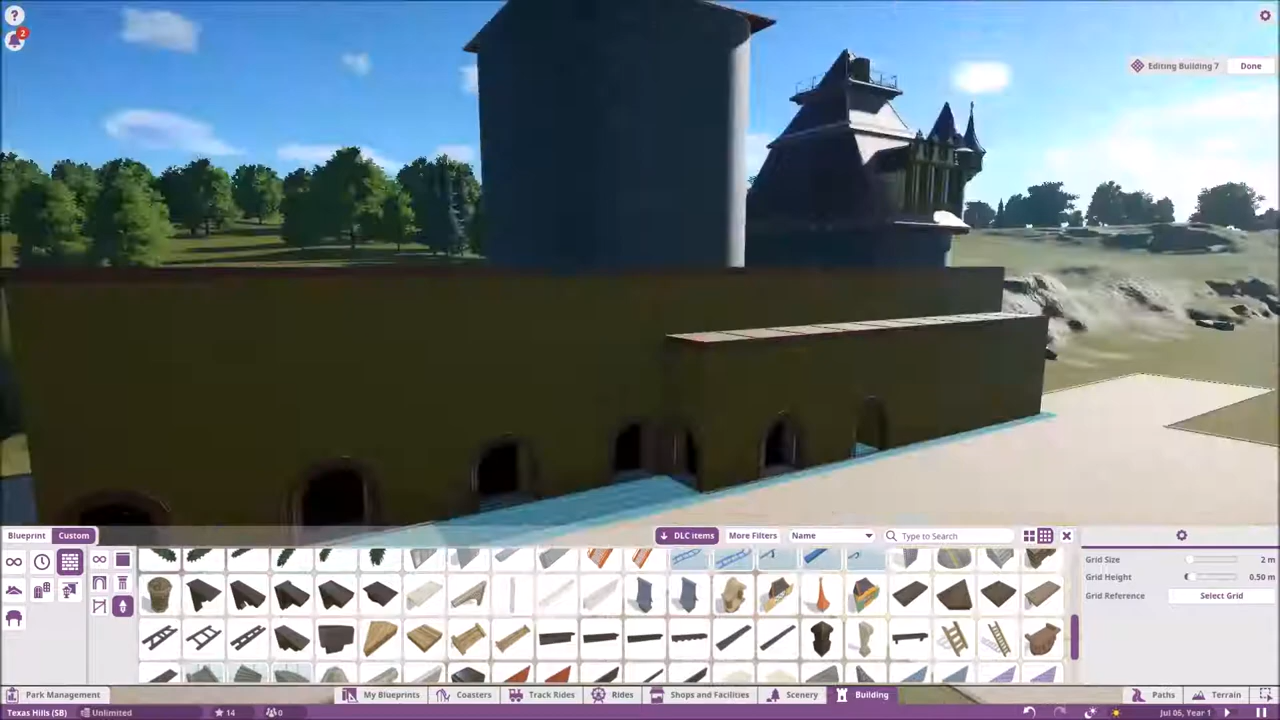 ?
2
Editing Building 7
Done
Blueprint
Custom
DLC items
More Filters
Name
Type to Search
Grid Size
2 m
Grid Height
0.50 m
Grid Reference
Select Grid
Park Management
My Blueprints
Coasters
Track Rides
Rides
Shops and Facilities
Scenery
Building
Paths
Terrain
Texas Hills (SB)
Unlimited
14
0
Jul 05, Year 1